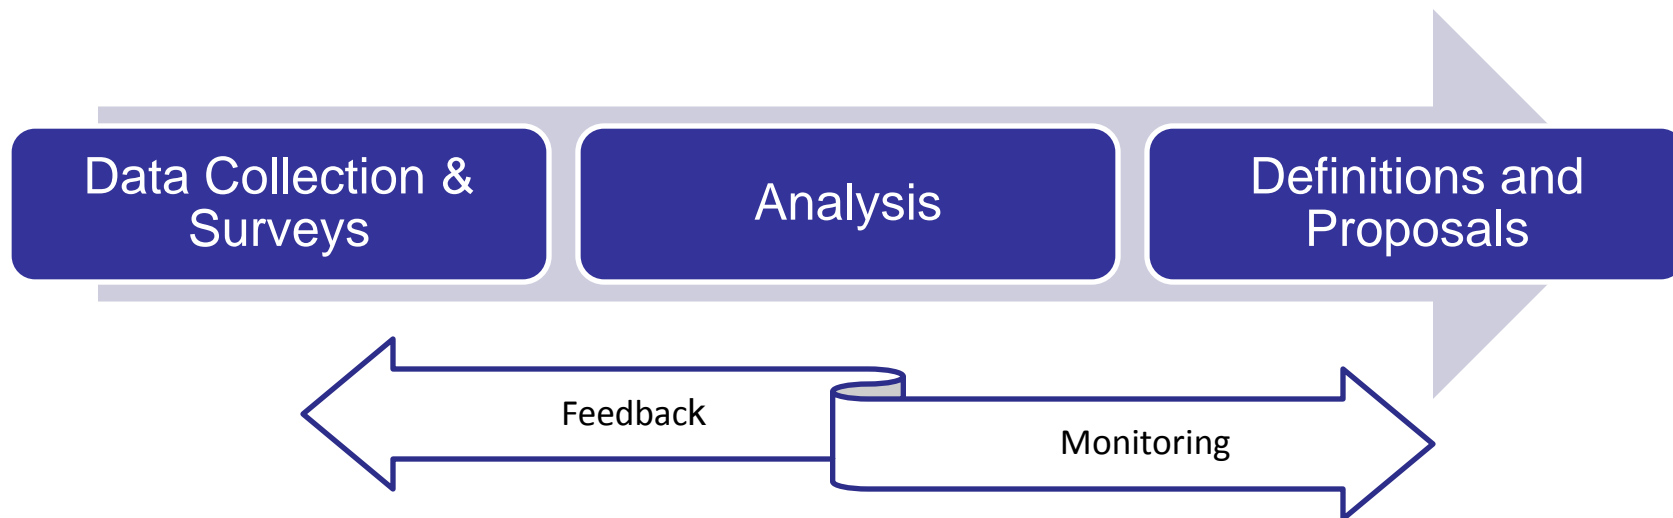 Data Collection &
Surveys
Analysis
Definitions and
Proposals
Feedback
Monitoring